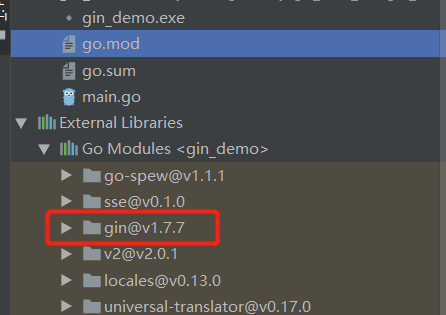 gin_demo.exe
go.mod
go.sum
main.go
External Libraries
Go Modules <gin_demo>
go-spew@v1.1.1
sse@v0.1.0
gin@v1.7.7
v2@v2.0.1
locales@v0.13.0
universal-translator@v0.17.0